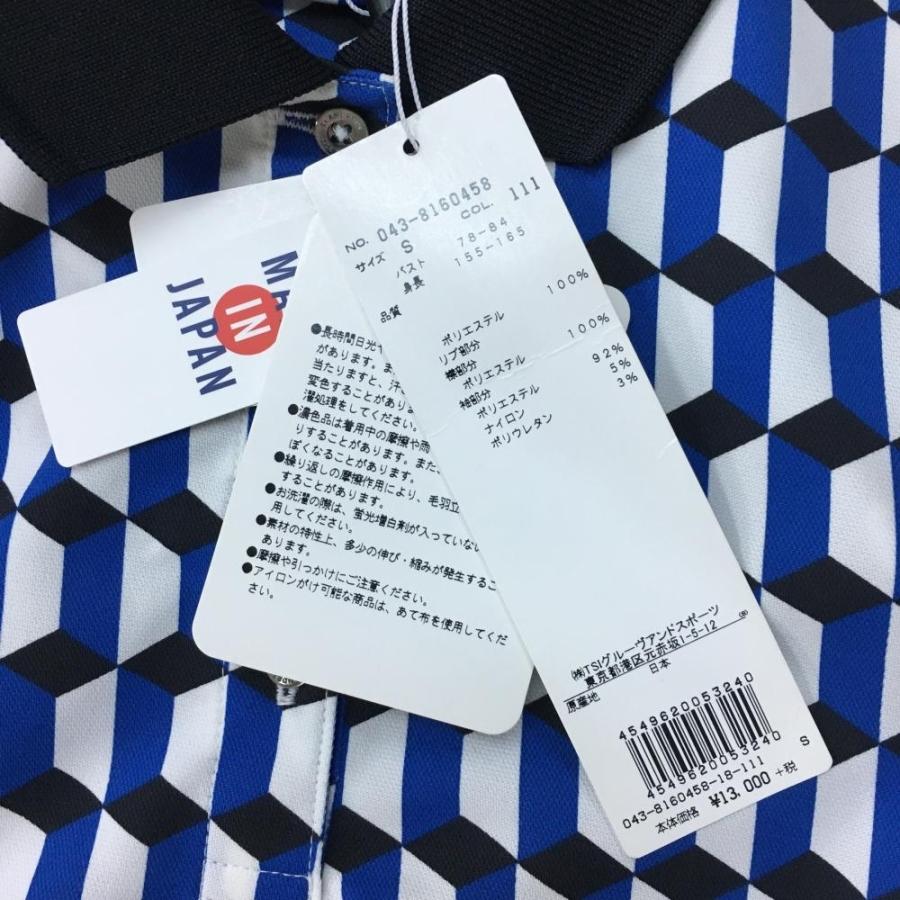 MA
IN
JAPAN
NO. 043-8160458
サイズ S COL. 111
バスト 78-84
身長 155-165
品質
100%
ポリエステル
リブ部分
100%
襟部分
ポリエステル 92%
袖部分 5%
ポリエステル 3%
ナイロン
ポリウレタン
㈱TSIグルーヴアンドスポーツ
東京都港区元赤坂1-5-12
原産地 日本
4549620053240
4549620053240 S
043-8160458-18-111
本体価格 ¥13,000 +税
●長時間日光や
があります。ま
当たりますと、汗
変色することがありま
濯処理をしてください。
●濃色品は着用中の摩擦や雨
りすることがあります。また、
ぽくなることがあります。
●繰り返しの摩擦作用により、毛羽立
することがあります。
●お洗濯の際は、蛍光増白剤が入っていない
用してください。
●素材の特性上、多少の伸び・縮みが発生するこ
あります。
●摩擦や引っかけにご注意ください。
●アイロンがけ可能な商品は、あて布を使用してくだ
さい。